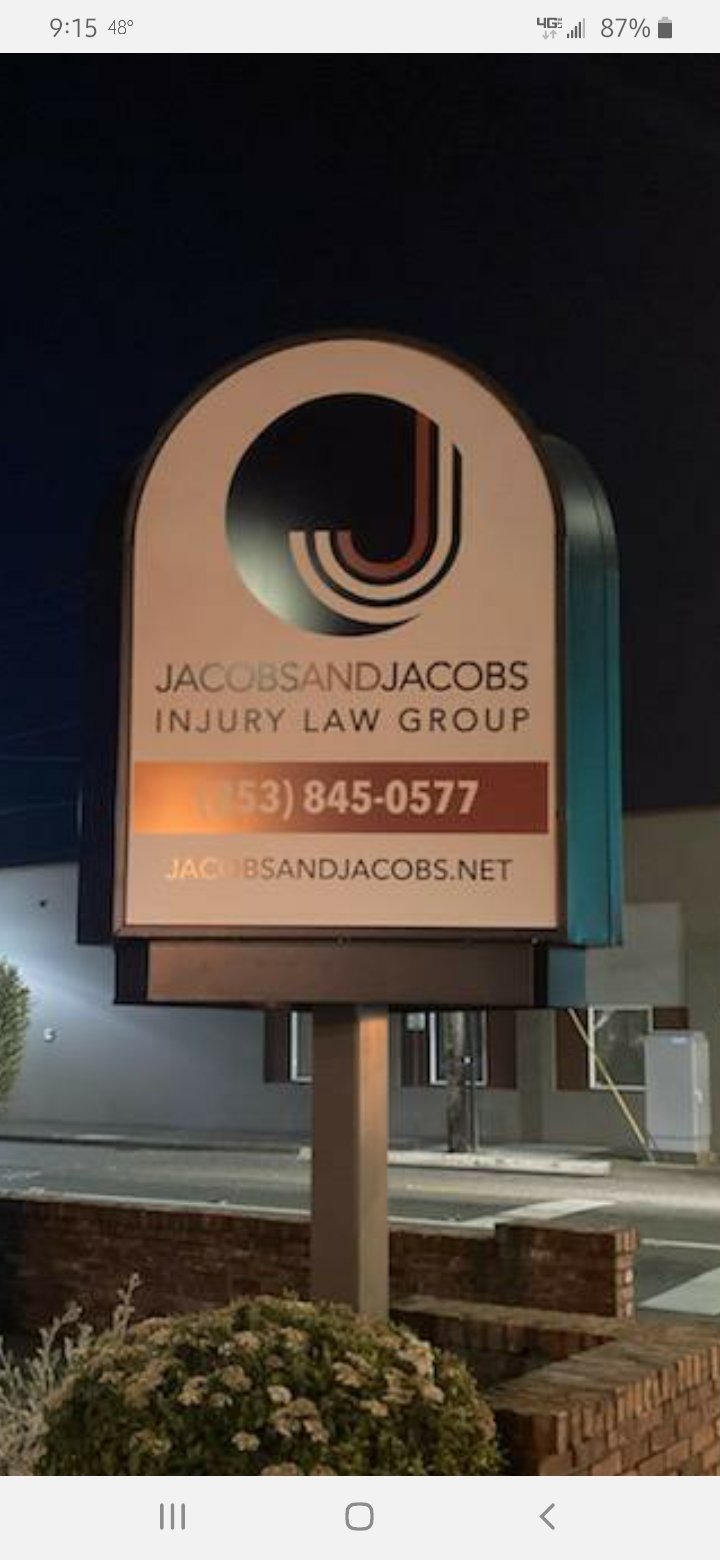 9:15 48° 87%
J
JACOBSANDJACOBS
INJURY LAW GROUP
845-0577
JACOBSANDJACOBS.NET